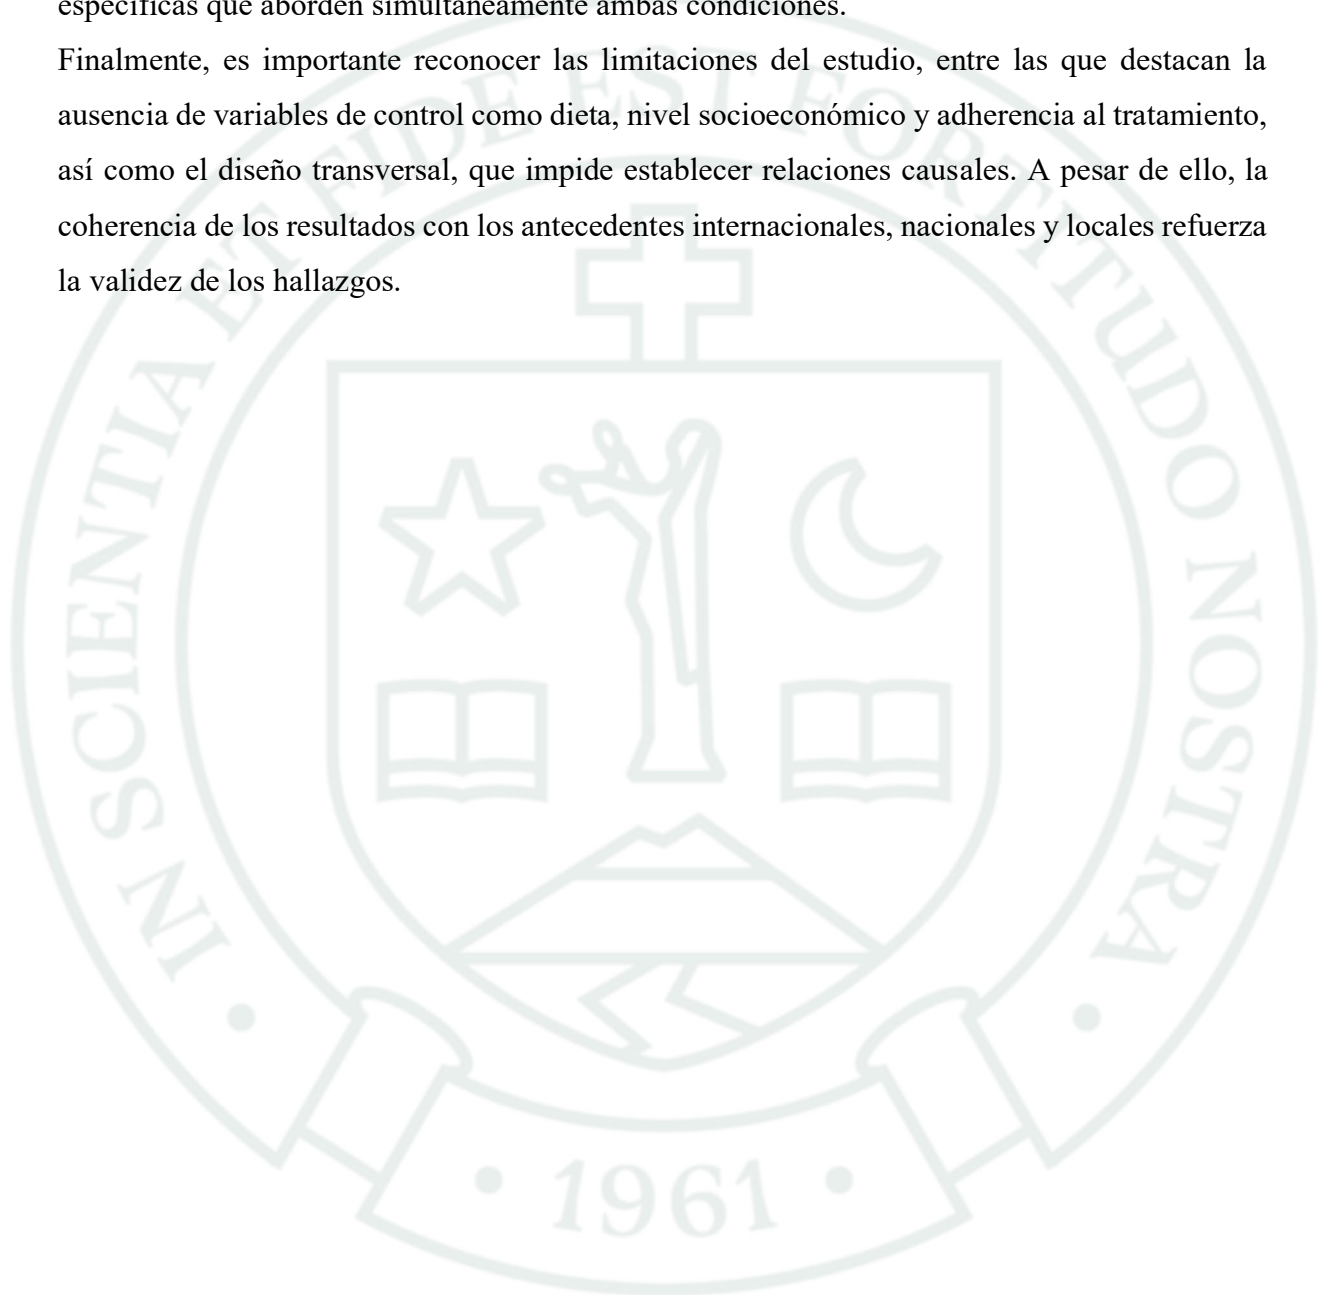 específicas que aborden simultáneamente ambas condiciones.
Finalmente, es importante reconocer las limitaciones del estudio, entre las que destacan la
ausencia de variables de control como dieta, nivel socioeconómico y adherencia al tratamiento,
así como el diseño transversal, que impide establecer relaciones causales. A pesar de ello, la
coherencia de los resultados con los antecedentes internacionales, nacionales y locales refuerza
la validez de los hallazgos.
IN SCIENTIA ET FIDE EST FORTITUDO NOSTRA
• 1961 •